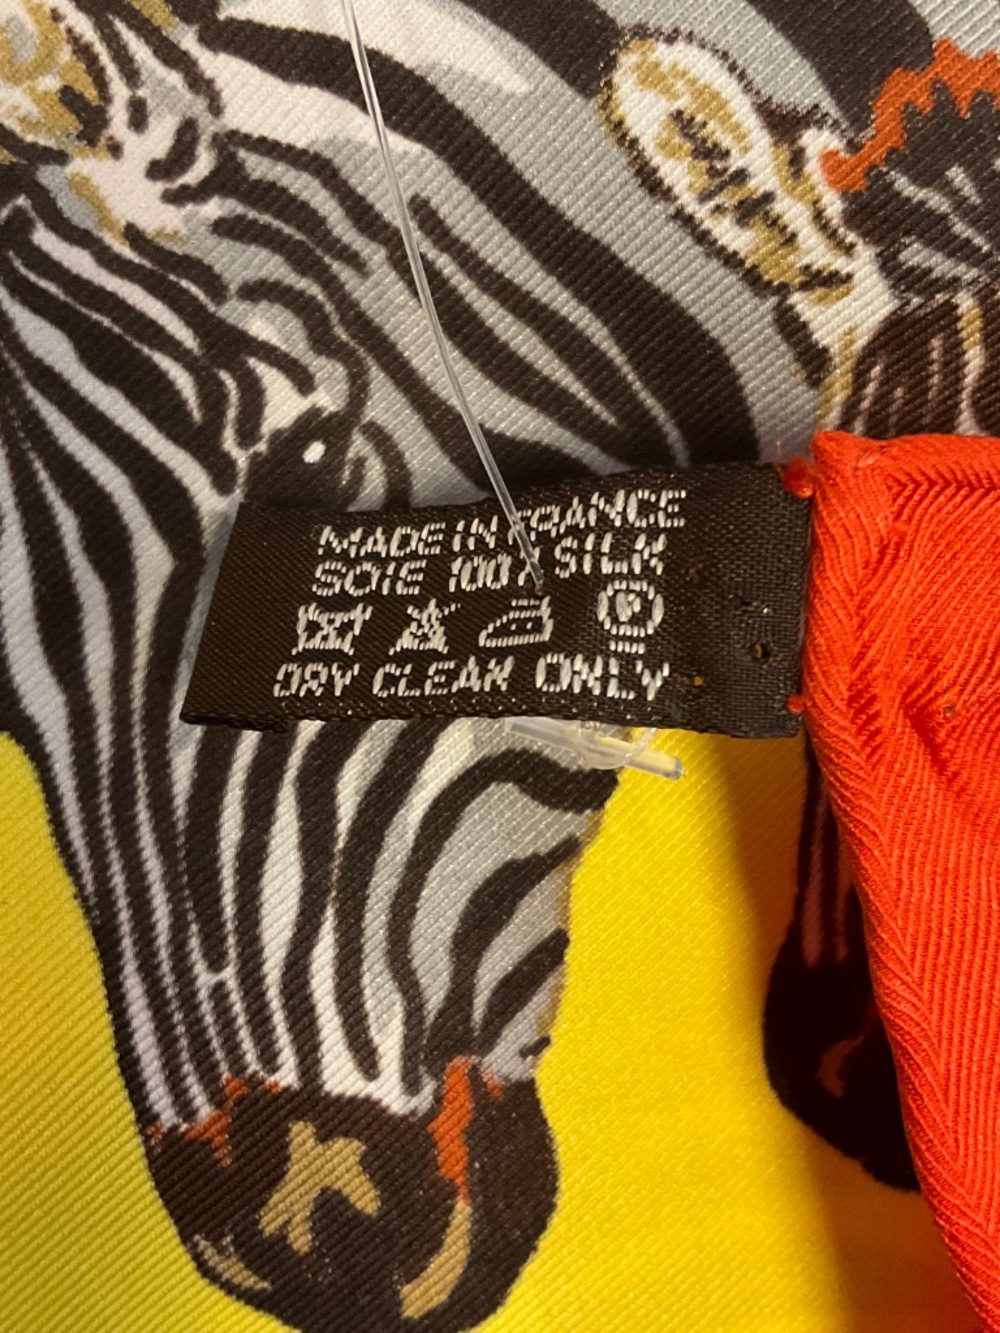 MADE IN FRANCE
SOIE 100% SILK
P
DRY CLEAN ONLY